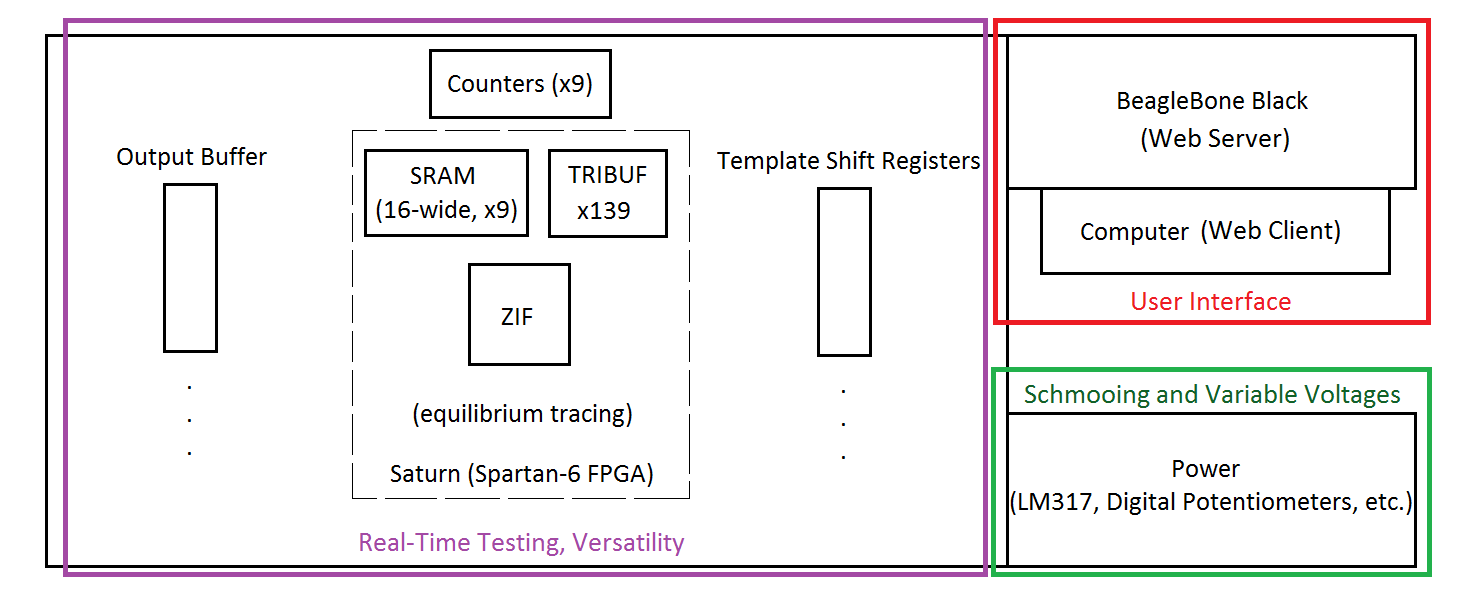 Counters (x9)
Output Buffer
SRAM
(16-wide, x9)
TRIBUF
x139
ZIF
(equilibrium tracing)
Saturn (Spartan-6 FPGA)
Template Shift Registers
Real-Time Testing, Versatility
BeagleBone Black
(Web Server)
Computer (Web Client)
User Interface
Schmooing and Variable Voltages
Power
(LM317, Digital Potentiometers, etc.)